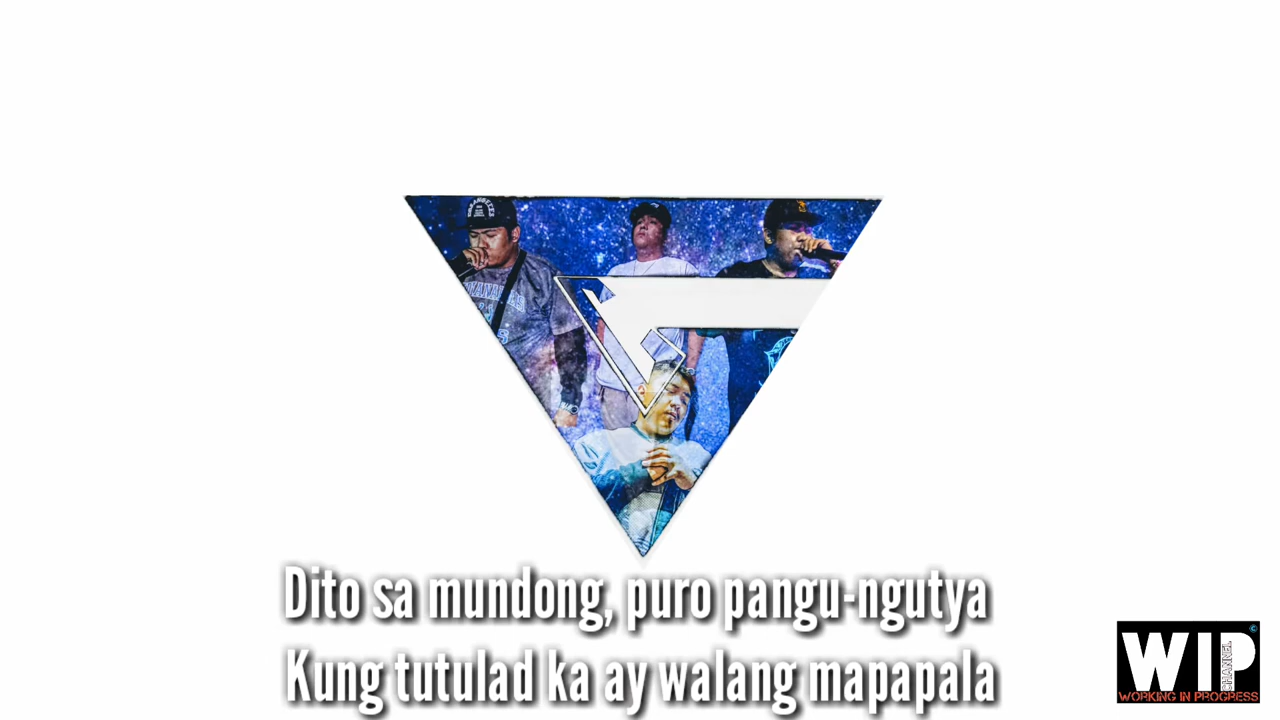 Dito sa mundong, puro pangu-ngutya
Kung tutulad ka ay walang mapapala
WIP
CHANNEL
©
WORKING IN PROGRESS